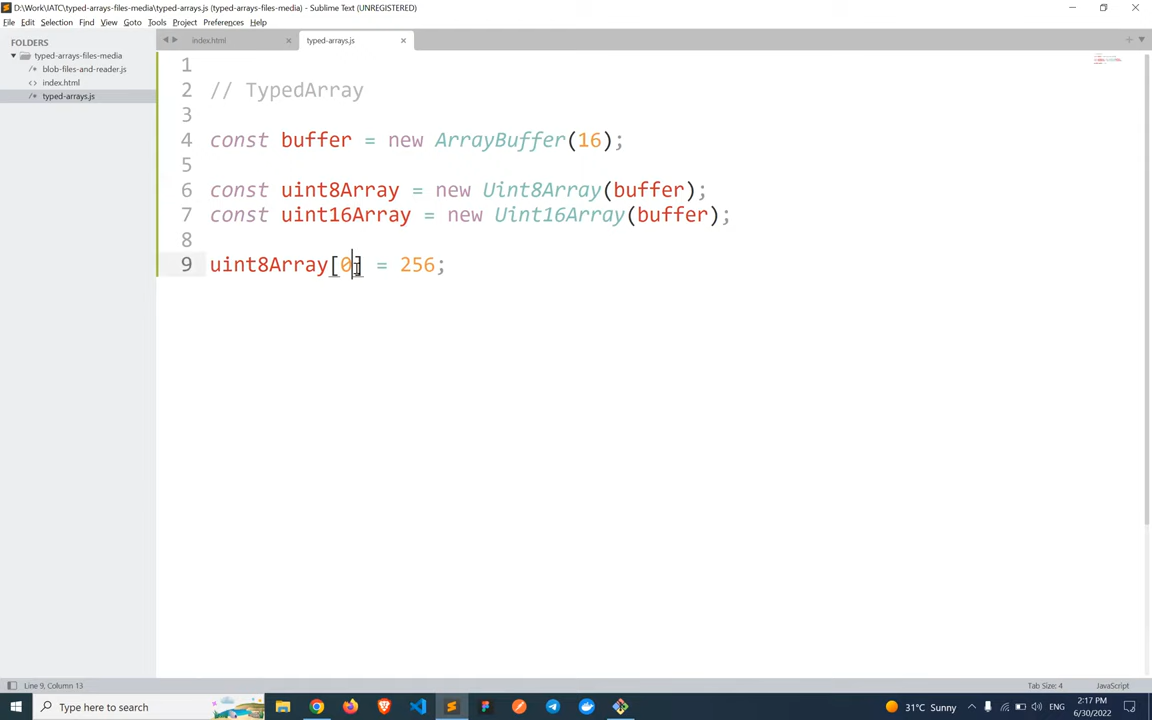 D:\Work\IATC\typed-arrays-files-media\typed-arrays.js (typed-arrays-files-media) - Sublime Text (UNREGISTERED)
File Edit Selection Find View Goto Tools Project Preferences Help
FOLDERS
typed-arrays-files-media
/* blob-files-and-reader.js
<> index.html
/* typed-arrays.js
index.html × typed-arrays.js ×
1
2 // TypedArray
3
4 const buffer = new ArrayBuffer(16);
5
6 const uint8Array = new Uint8Array(buffer);
7 const uint16Array = new Uint16Array(buffer);
8
9 uint8Array[0] = 256;
Line 9, Column 13
Tab Size: 4 JavaScript
Type here to search
31°C Sunny
ENG
2:17 PM
6/30/2022